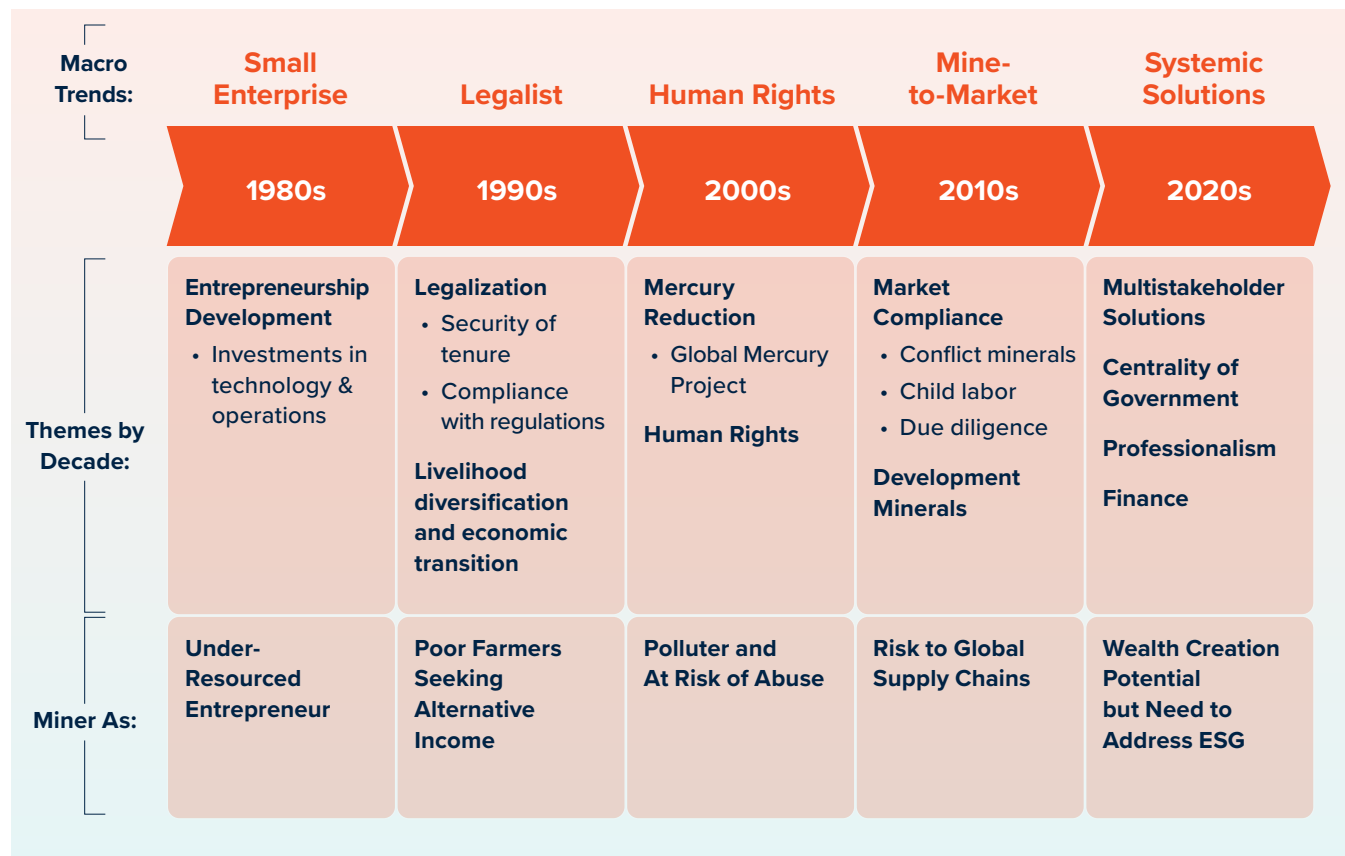 Macro
Trends:
Small
Enterprise
Legalist
Human Rights
Mine-
to-Market
Systemic
Solutions
1980s
1990s
2000s
2010s
2020s
Themes by
Decade:
Entrepreneurship
Development
• Investments in
technology &
operations
Legalization
• Security of
tenure
• Compliance
with regulations
Livelihood
diversification
and economic
transition
Mercury
Reduction
• Global Mercury
Project
Human Rights
Market
Compliance
• Conflict minerals
• Child labor
• Due diligence
Development
Minerals
Multistakeholder
Solutions
Centrality of
Government
Professionalism
Finance
Miner As:
Under-
Resourced
Entrepreneur
Poor Farmers
Seeking
Alternative
Income
Polluter and
At Risk of Abuse
Risk to Global
Supply Chains
Wealth Creation
Potential
but Need to
Address ESG